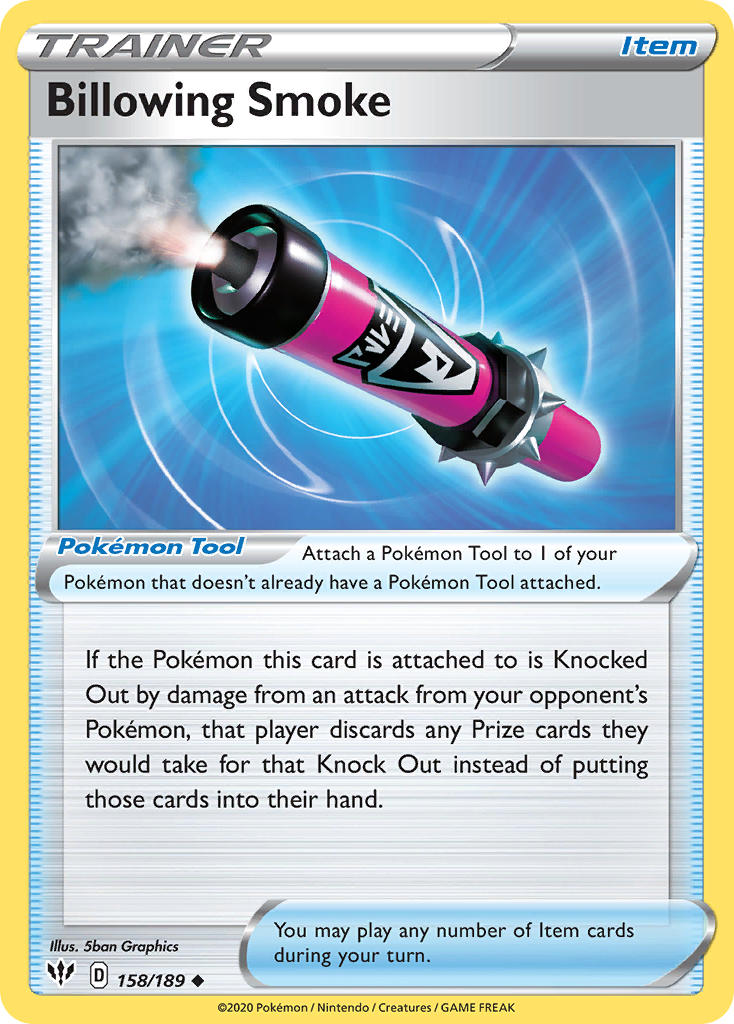 TRAINER
Item
Billowing Smoke
Pokémon Tool
Attach a Pokémon Tool to 1 of your
Pokémon that doesn't already have a Pokémon Tool attached.
If the Pokémon this card is attached to is Knocked
Out by damage from an attack from your opponent's
Pokémon, that player discards any Prize cards they
would take for that Knock Out instead of putting
those cards into their hand.
You may play any number of Item cards
during your turn.
Illus. 5ban Graphics
D 158/189
©2020 Pokémon / Nintendo / Creatures / GAME FREAK